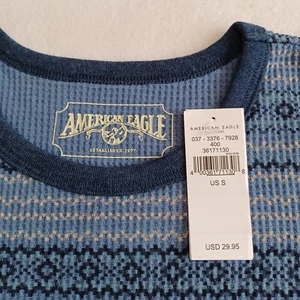 AMERICAN EAGLE
ESTABLISHED 1977
AMERICAN EAGLE
037 - 3376 - 7928
400
36171130
US S
USD 29.95